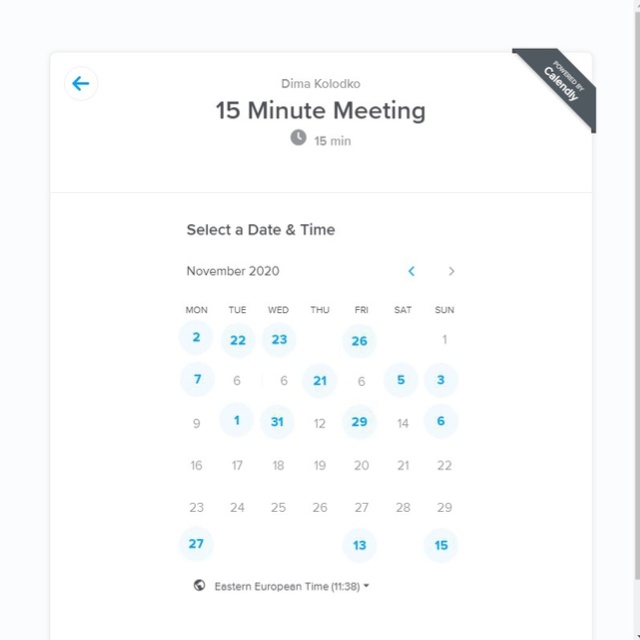 POWERED BY
Calendly
Dima Kolodko
15 Minute Meeting
15 min
Select a Date & Time
November 2020
MON TUE WED THU FRI SAT SUN
2 22 23 26 1
7 6 6 21 6 5 3
9 1 31 12 29 14 6
16 17 18 19 20 21 22
23 24 25 26 27 28 29
27 13 15
Eastern European Time (11:38)